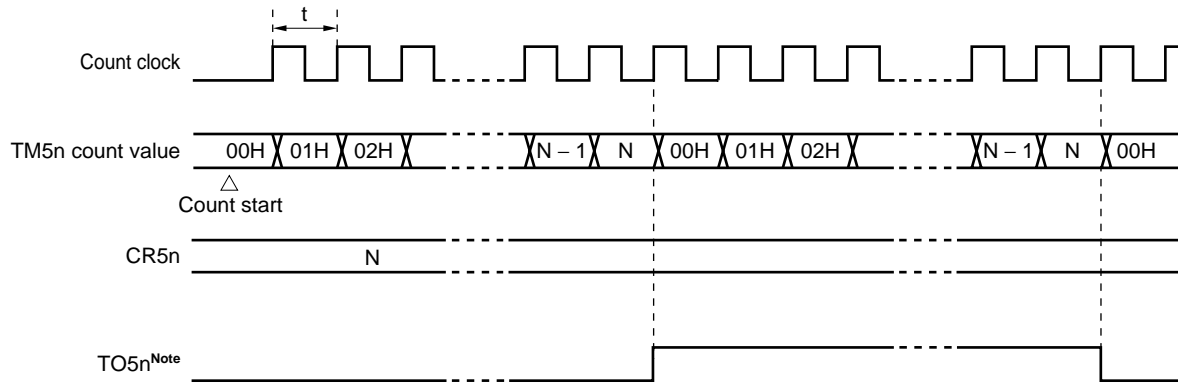 t
Count clock
TM5n count value 00H 01H 02H N − 1 N 00H 01H 02H N − 1 N 00H
Count start
CR5n N
TO5nNote